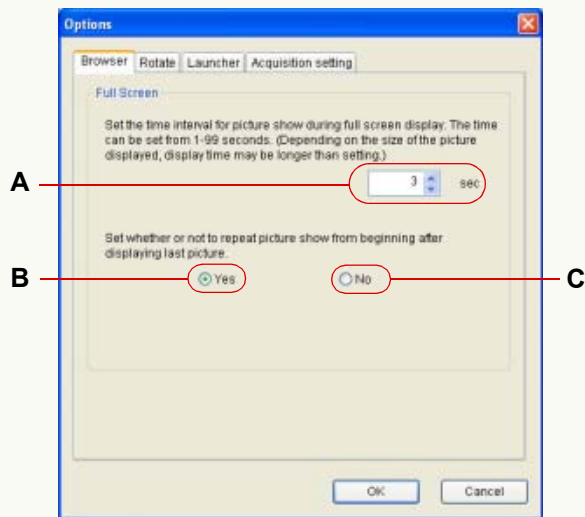 Options
Browser Rotate Launcher Acquisition setting
Full Screen
Set the time interval for picture show during full screen display. The time
can be set from 1-99 seconds. (Depending on the size of the picture
displayed, display time may be longer than setting.)
A 3 sec
Set whether or not to repeat picture show from beginning after
displaying last picture.
B Yes No C
OK Cancel